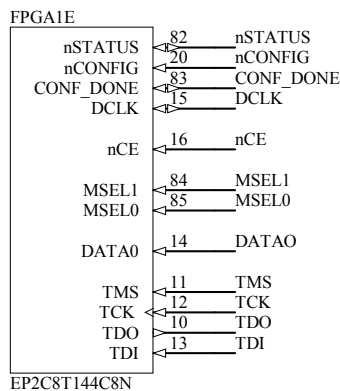 FPGA1E
nSTATUS 82 nSTATUS
nCONFIG 20 nCONFIG
CONF_DONE 83 CONF_DONE
DCLK 15 DCLK
nCE 16 nCE
MSEL1 84 MSEL1
MSEL0 85 MSEL0
DATA0 14 DATAO
TMS 11 TMS
TCK 12 TCK
TDO 10 TDO
TDI 13 TDI
EP2C8T144C8N